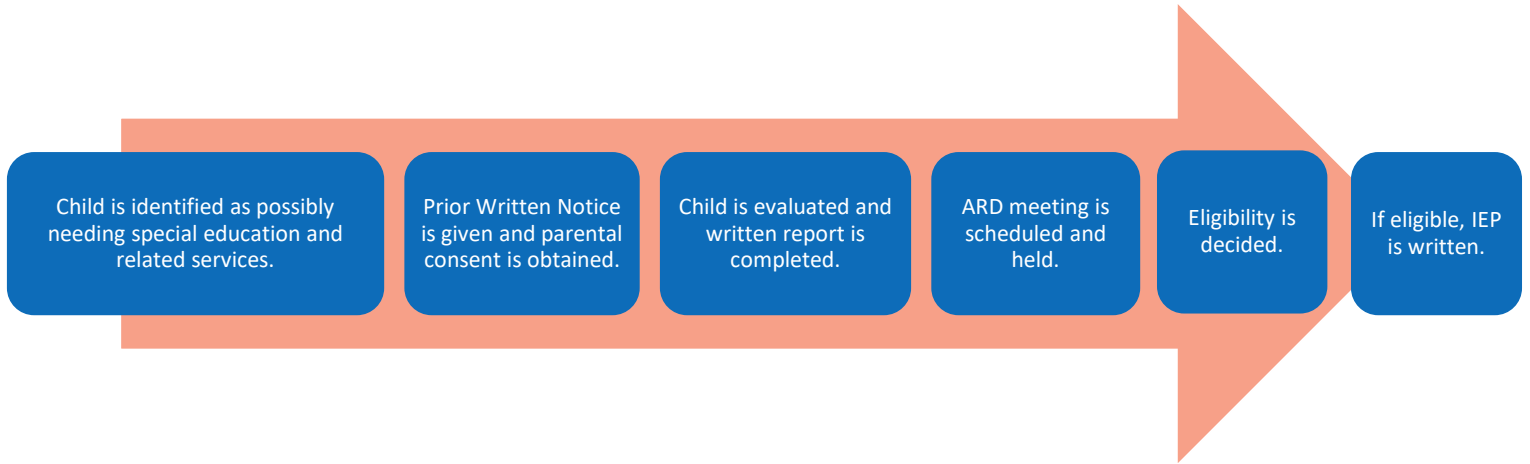 Child is identified as possibly
needing special education and
related services.
Prior Written Notice
is given and parental
consent is obtained.
Child is evaluated and
written report is
completed.
ARD meeting is
scheduled and
held.
Eligibility is
decided.
If eligible, IEP
is written.